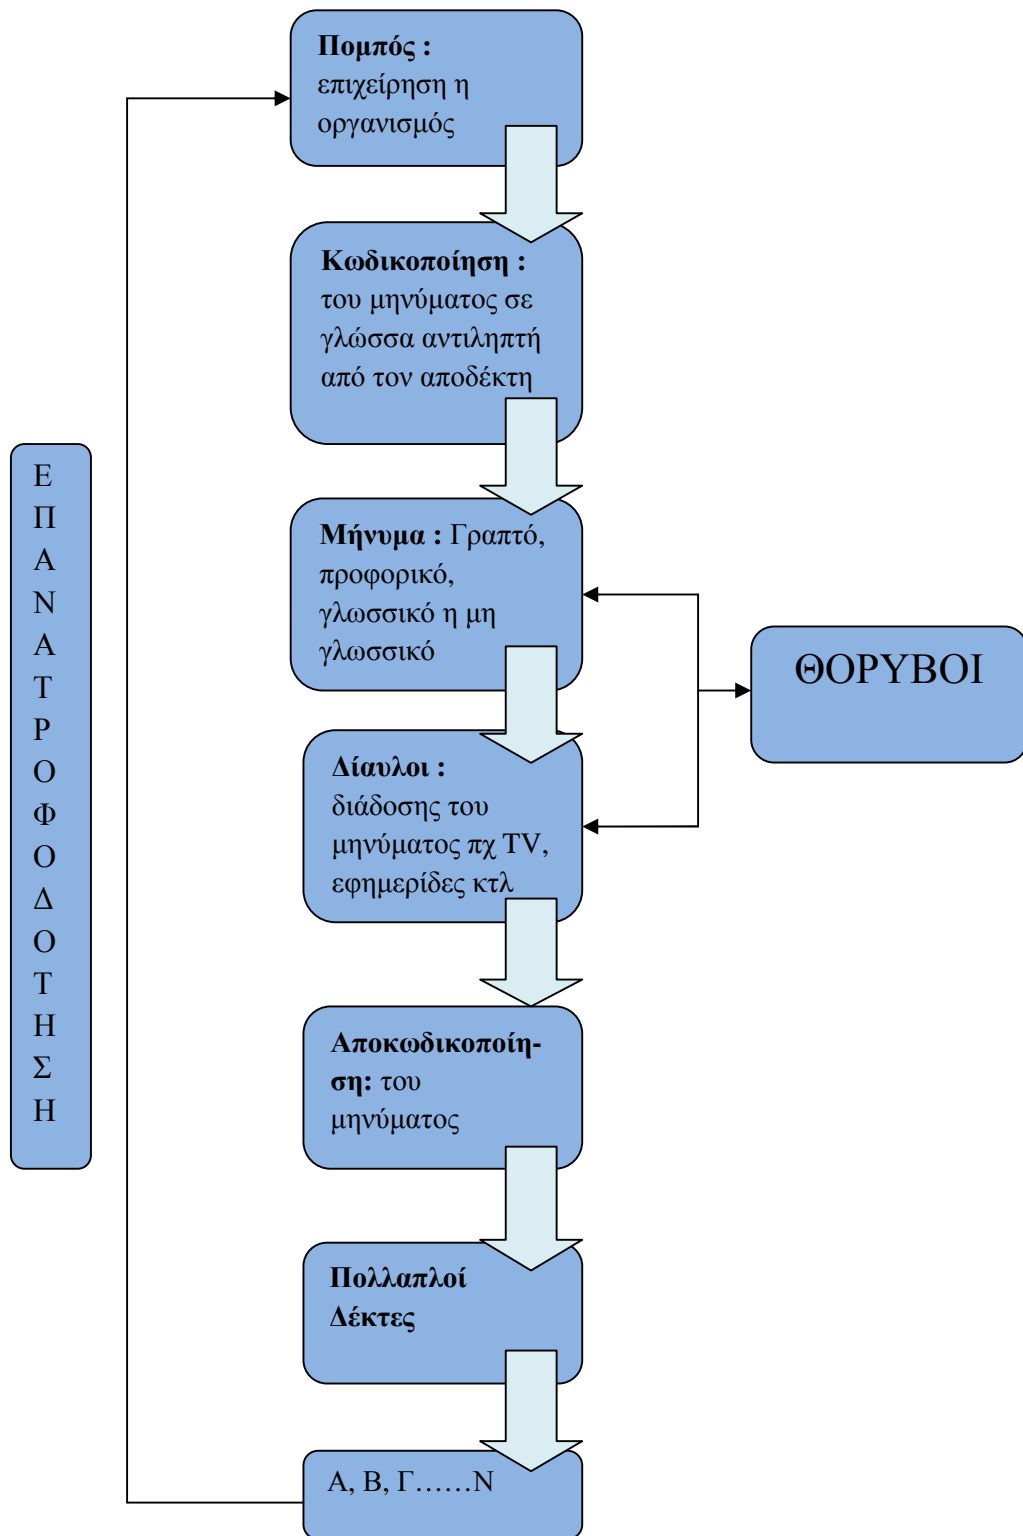 Πομπός :
επιχείρηση η
οργανισμός
Κωδικοποίηση :
του μηνύματος σε
γλώσσα αντιληπτή
από τον αποδέκτη
Μήνυμα : Γραπτό,
προφορικό,
γλωσσικό η μη
γλωσσικό
Δίαυλοι :
διάδοσης του
μηνύματος πχ TV,
εφημερίδες κτλ
Αποκωδικοποίη-
ση: του
μηνύματος
Πολλαπλοί
Δέκτες
Α, Β, Γ……Ν
Ε
Π
Α
Ν
Α
Τ
Ρ
Ο
Φ
Ο
Δ
Ο
Τ
Η
Σ
Η
ΘΟΡΥΒΟΙ